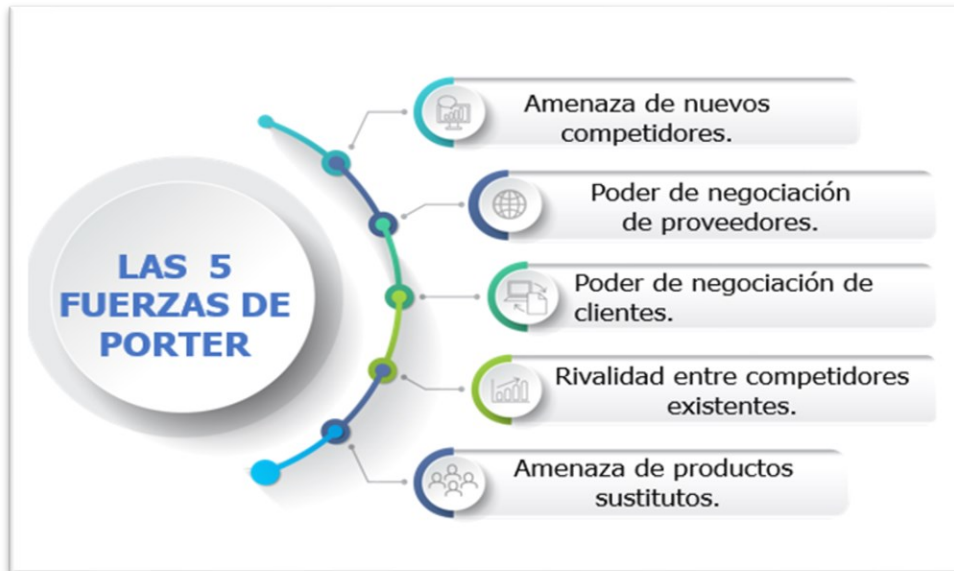 LAS 5
FUERZAS DE
PORTER
Amenaza de nuevos
competidores.
Poder de negociación
de proveedores.
Poder de negociación de
clientes.
Rivalidad entre competidores
existentes.
Amenaza de productos
sustitutos.